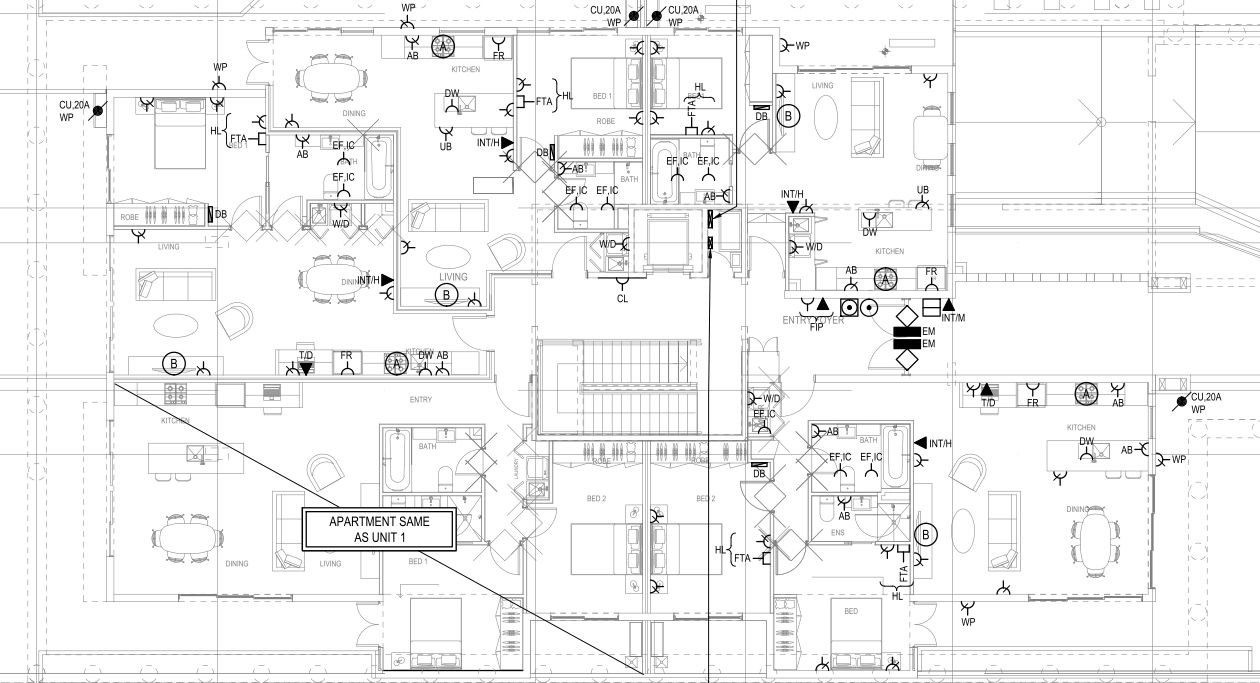 WP
CU,20A
WP
CU,20A
WP
AB
A
FR
KITCHEN
WP
WP
CU,20A
WP
DW
DINING
UB
INT/H
HL
FTA
BED 1
ROBE
DB
HL
FTA
DB
B
LIVING
DINING
HL
FTA
BED 1
AB
EF,IC
BATH
EF,IC
W/D
ROBE
DB
LIVING
AB
BATH
EF,IC
EF,IC
EF,IC
EF,IC
AB
INT/H
UB
DW
KITCHEN
W/D
W/D
CL
DINING
INT/H
LIVING
B
AB
A
FR
ENTRY FOYER
FIP
INT/M
EM
EM
B
T/D
FR
A
KITCHEN
DW
AB
ENTRY
KITCHEN
W/D
EF,IC
T/D
FR
A
AB
CU,20A
WP
KITCHEN
DW
AB
WP
BATH
LAUNDRY
ROBE
ROBE
DB
AB
BATH
INT/H
EF,IC
EF,IC
BED 2
BED 2
AB
ENS
B
DINING
APARTMENT SAME
AS UNIT 1
DINING
LIVING
BED 1
HL
FTA
FTA
HL
BED
WP